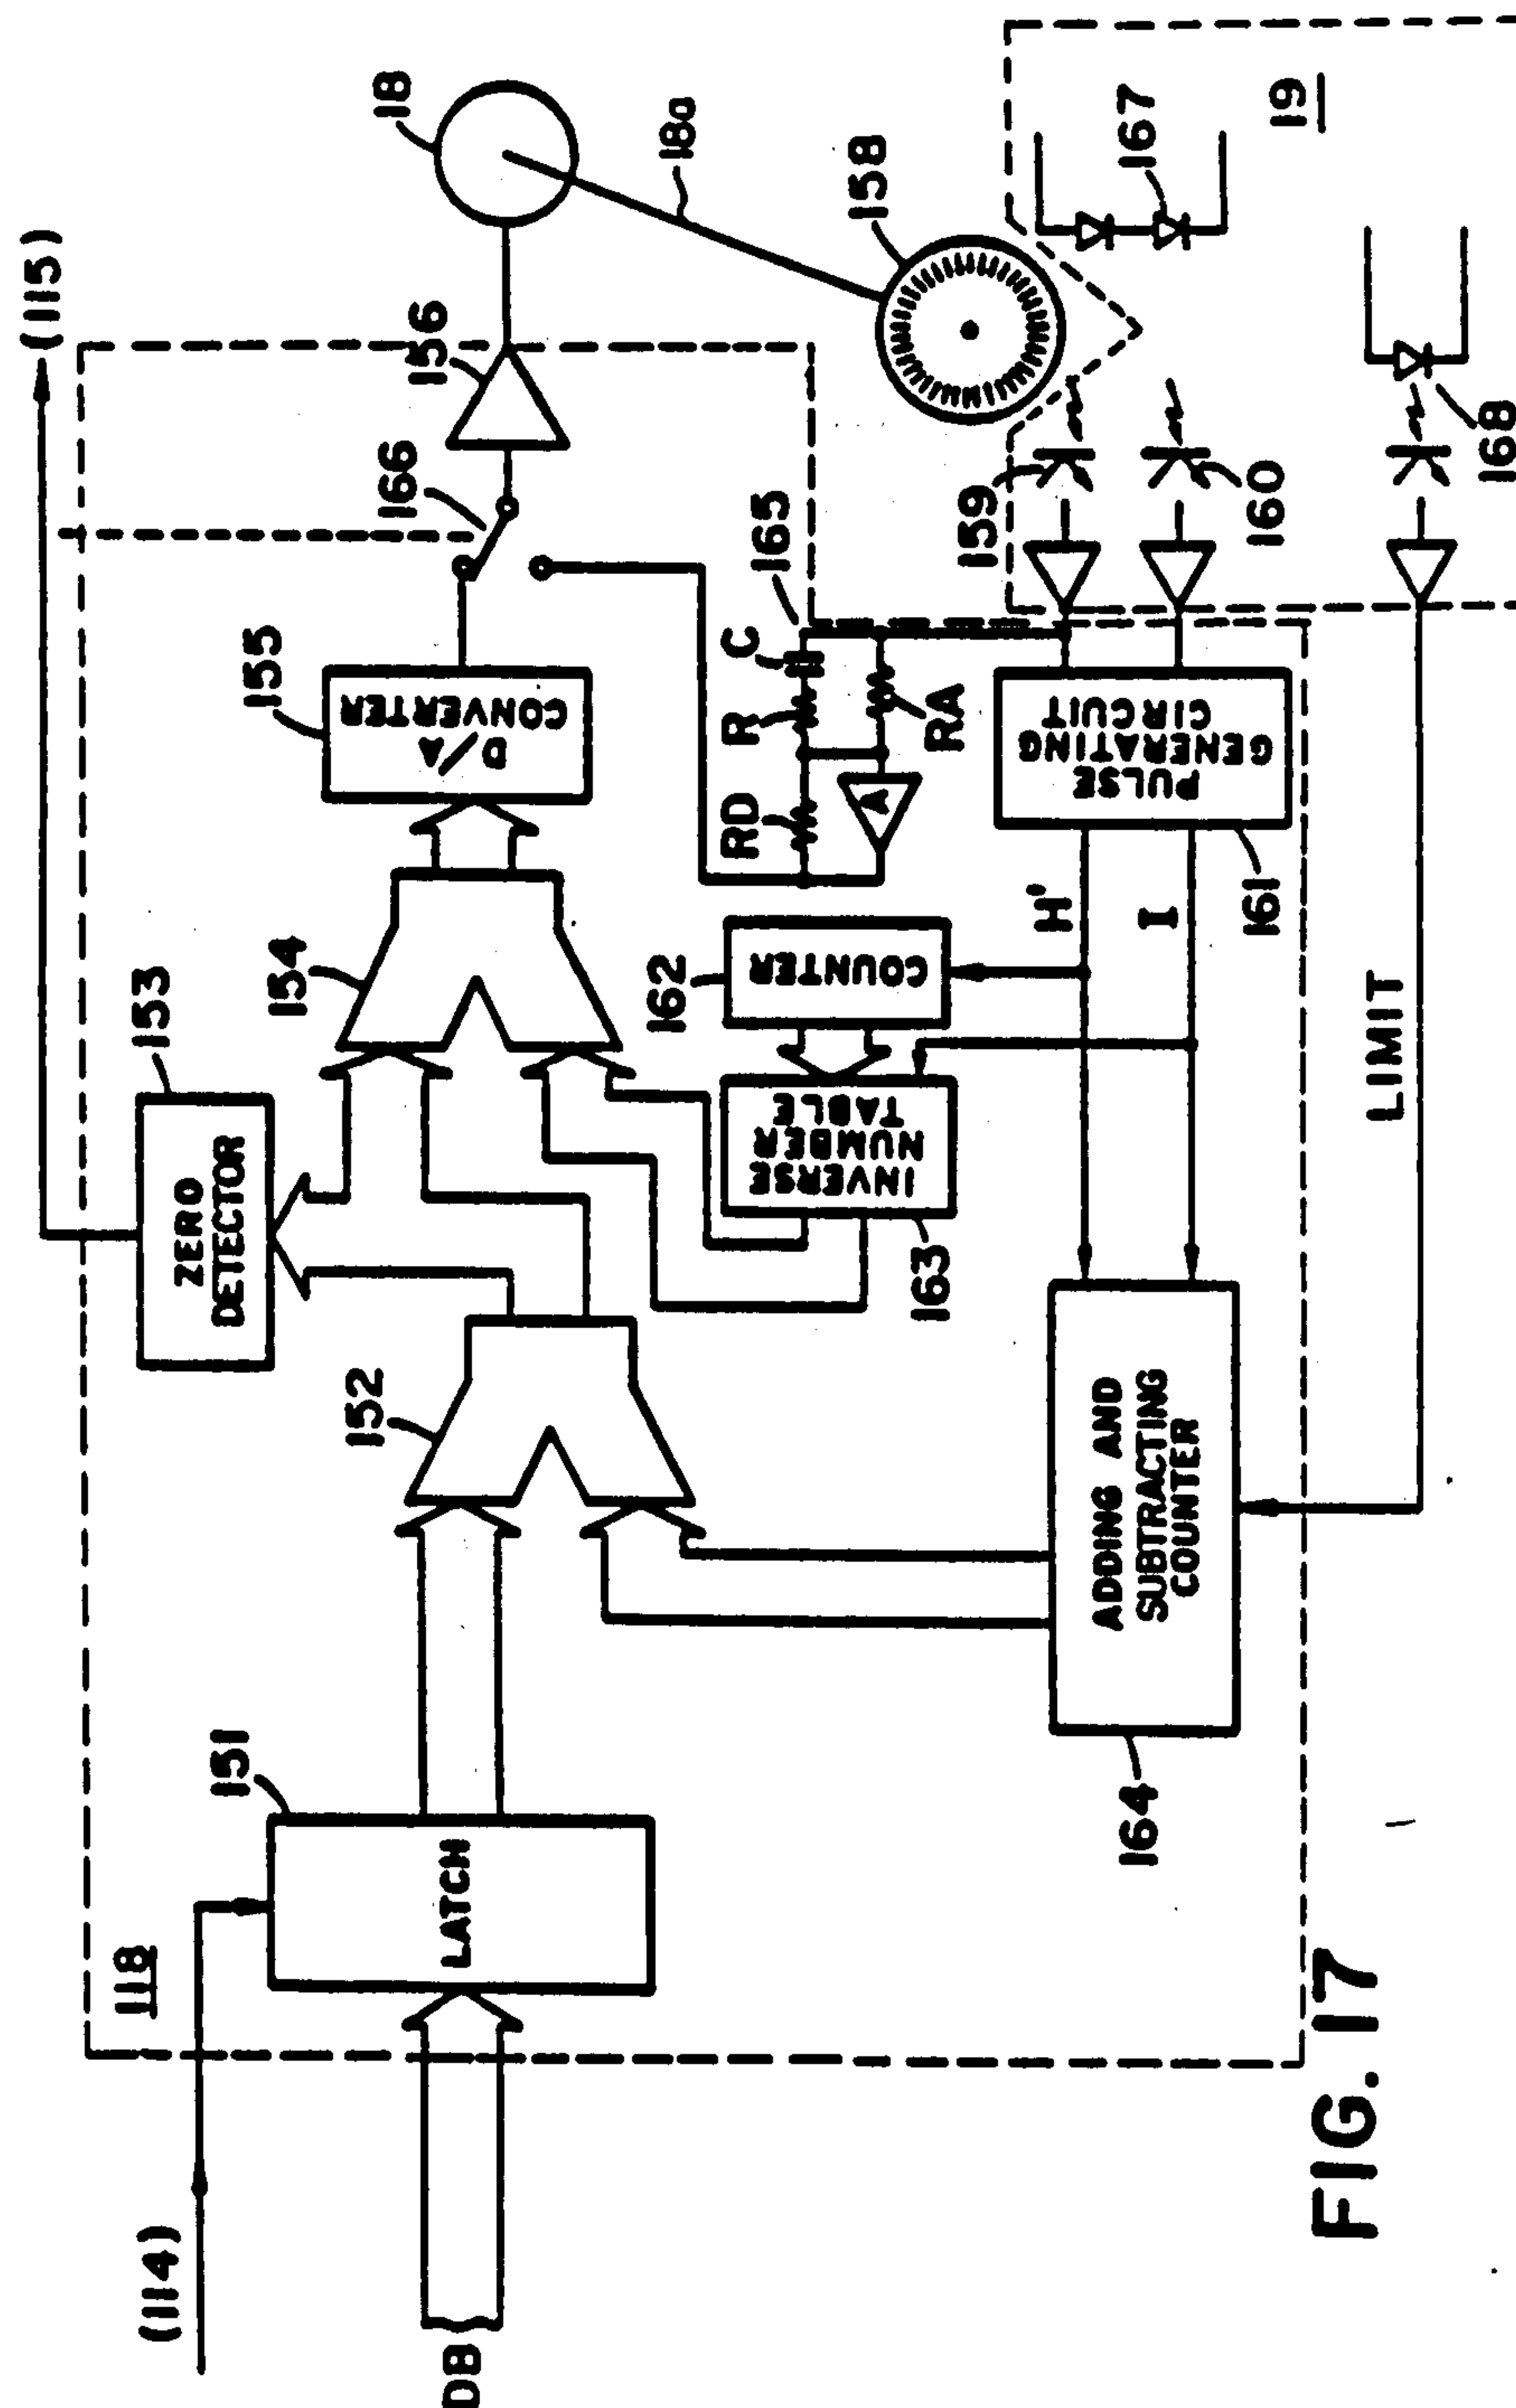 (115)
118
(114)
DB
151
LATCH
152
153
ZERO
DETECTOR
154
155
D/A
CONVERTER
166
156
18
18a
158
165
C
R
RD
RA
A
162
COUNTER
163
INVERSE
NUMBER
TABLE
H'
I
161
PULSE
GENERATING
CIRCUIT
159
160
167
19
168
164
ADDING AND
SUBTRACTING
COUNTER
LIMIT
FIG. 17